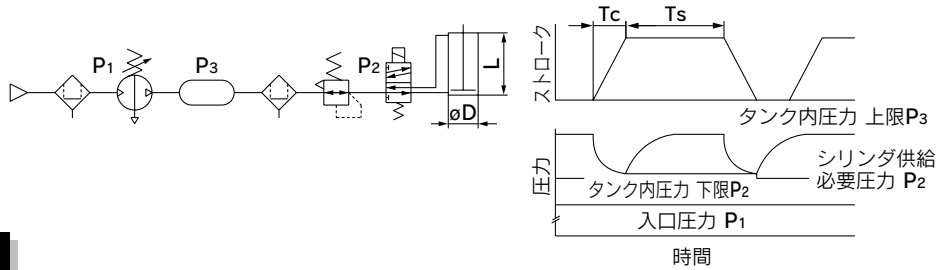 P1
P3
P2
L
øD
Tc
Ts
ストローク
タンク内圧力 上限P3
圧力
シリンダ供給
必要圧力 P2
タンク内圧力 下限P2
入口圧力 P1
時間